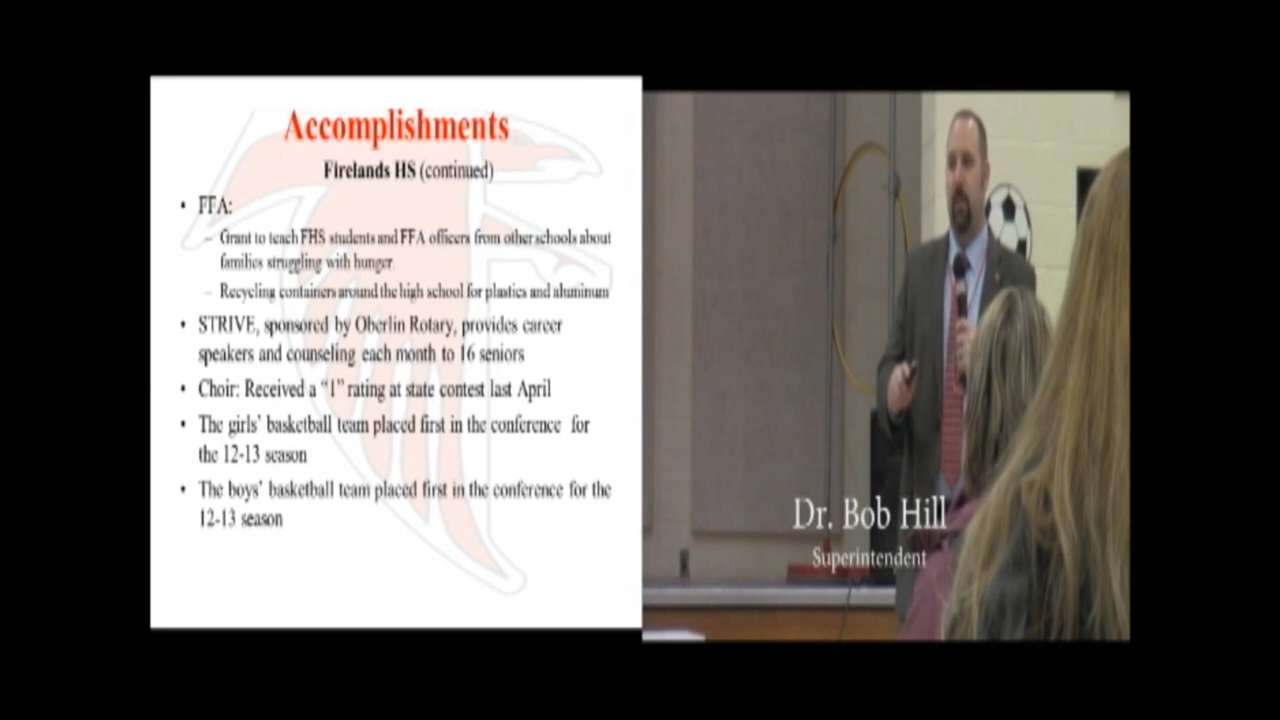 Accomplishments
Firelands HS (continued)
• FFA:
– Grant to teach FHS students and FFA officers from other schools about
families struggling with hunger.
– Recycling containers around the high school for plastics and aluminum
• STRIVE, sponsored by Oberlin Rotary, provides career
speakers and counseling each month to 16 seniors
• Choir: Received a “1” rating at state contest last April
• The girls’ basketball team placed first in the conference for
the 12-13 season
• The boys’ basketball team placed first in the conference for the
12-13 season
Dr. Bob Hill
Superintendent